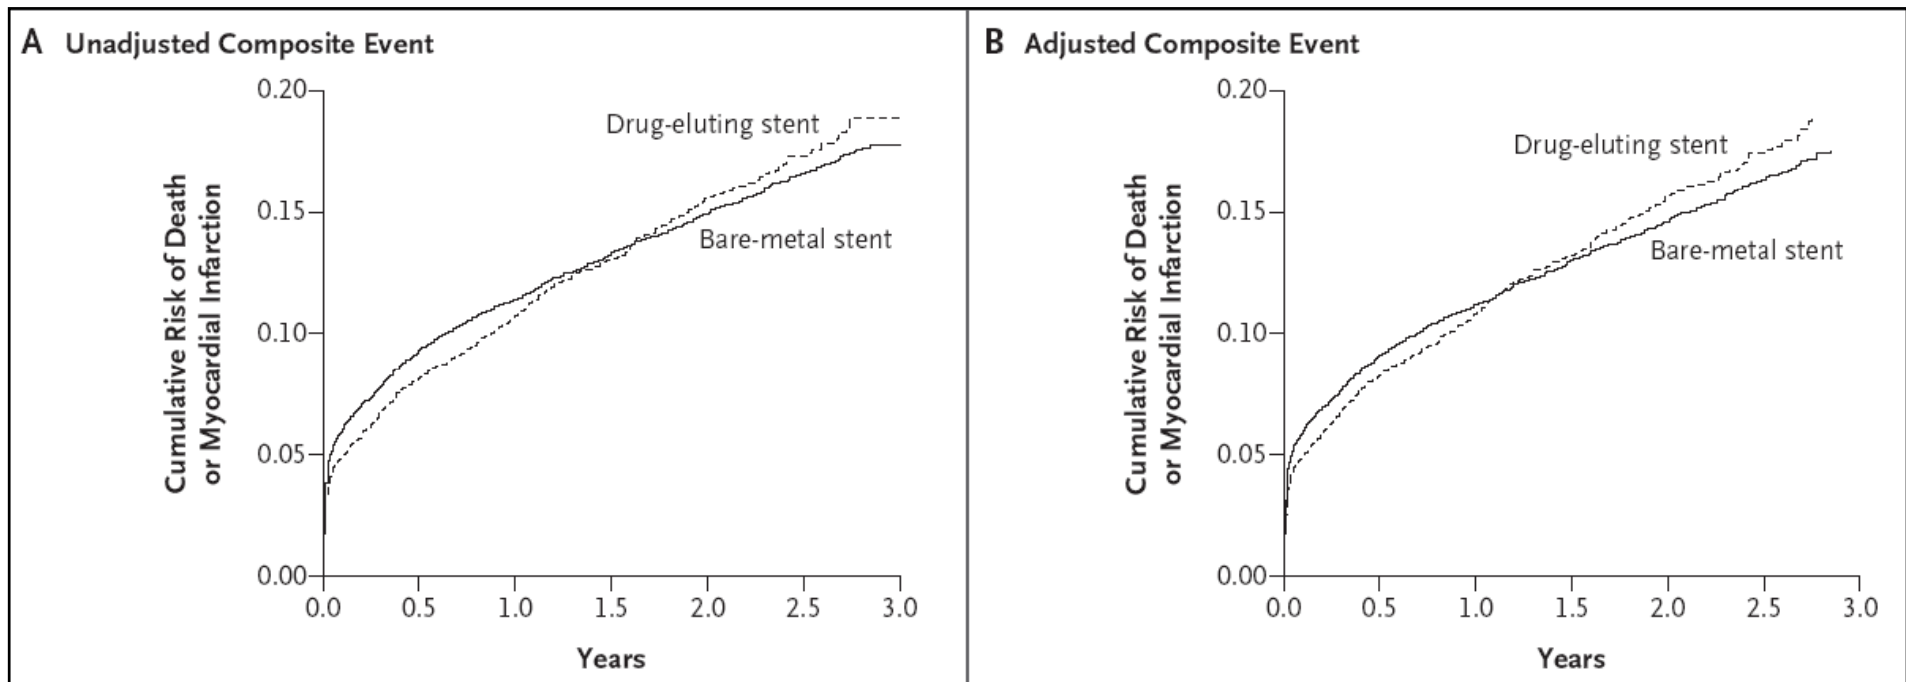 A Unadjusted Composite Event
Cumulative Risk of Death
or Myocardial Infarction
0.20
0.15
0.10
0.05
0.00
Drug-eluting stent
Bare-metal stent
0.0 0.5 1.0 1.5 2.0 2.5 3.0
Years
B Adjusted Composite Event
Cumulative Risk of Death
or Myocardial Infarction
0.20
0.15
0.10
0.05
0.00
Drug-eluting stent
Bare-metal stent
0.0 0.5 1.0 1.5 2.0 2.5 3.0
Years